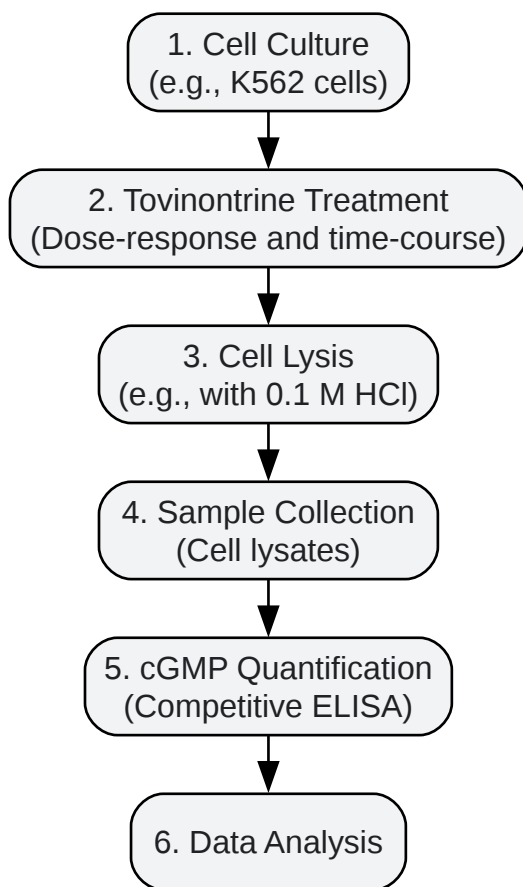 1. Cell Culture
(e.g., K562 cells)
2. Tovinontrine Treatment
(Dose-response and time-course)
3. Cell Lysis
(e.g., with 0.1 M HCl)
4. Sample Collection
(Cell lysates)
5. cGMP Quantification
(Competitive ELISA)
6. Data Analysis